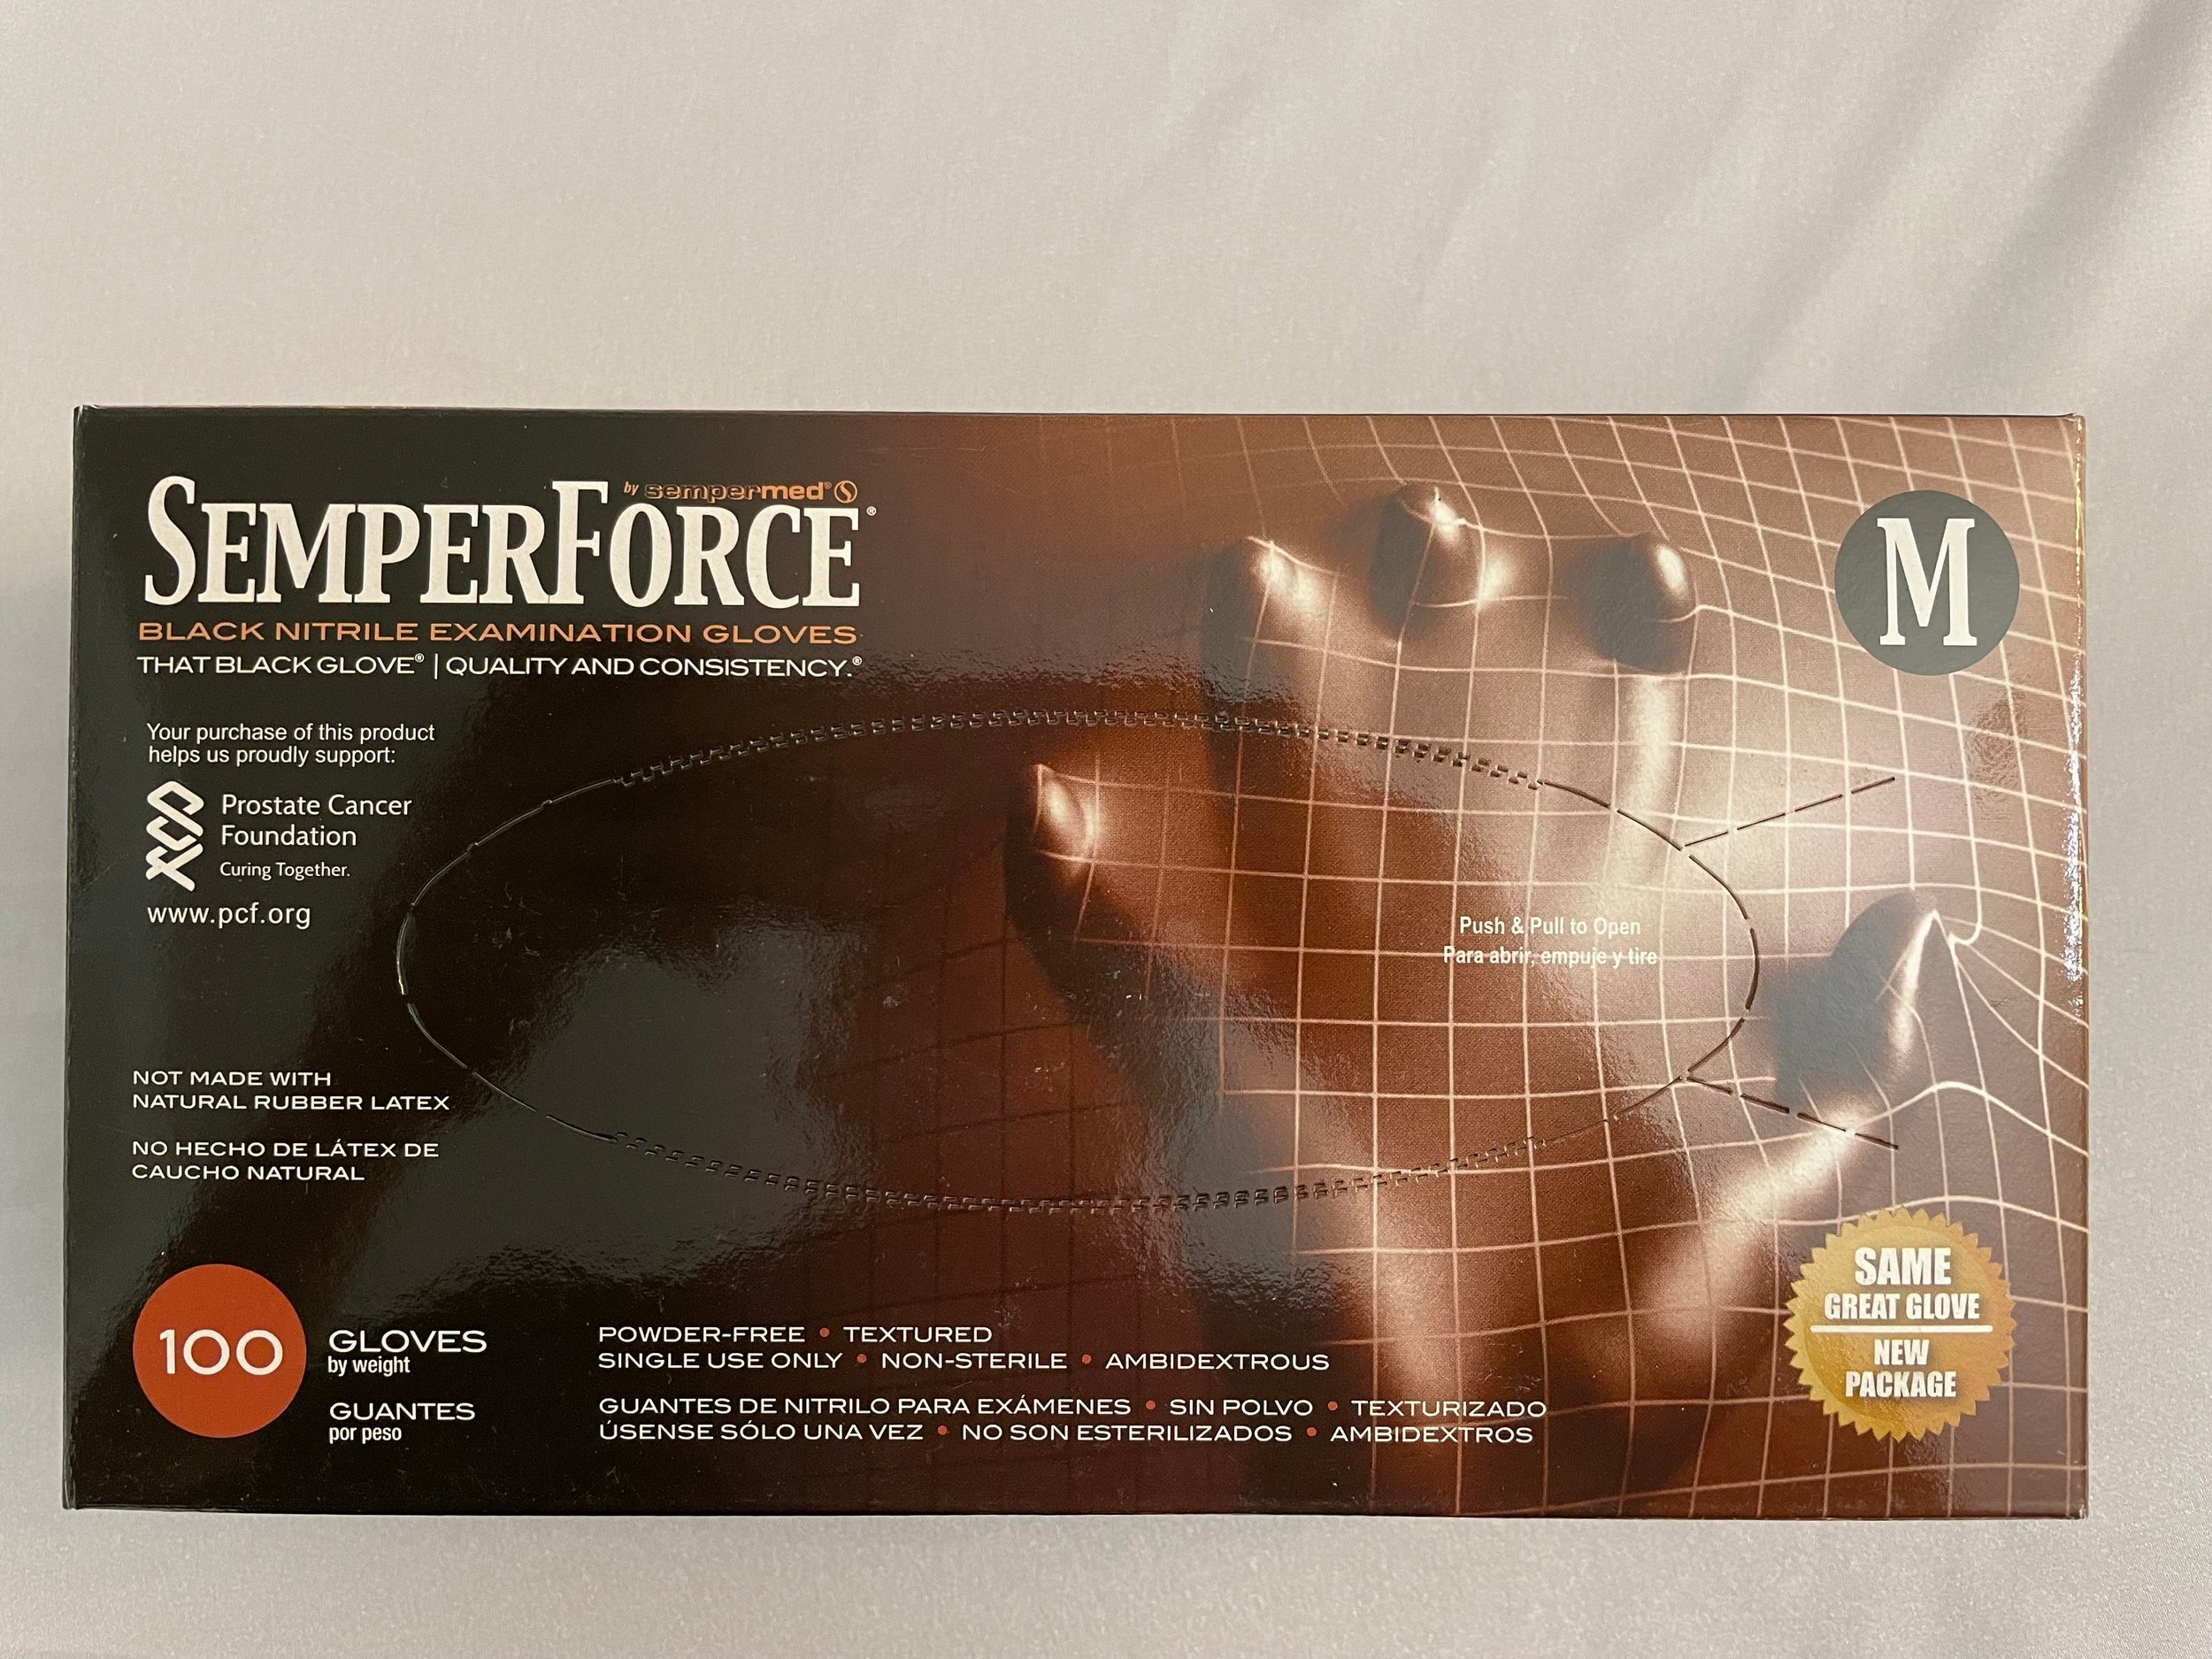 by sempermed®
SEMPERFORCE®
BLACK NITRILE EXAMINATION GLOVES
THAT BLACK GLOVE® | QUALITY AND CONSISTENCY.®
M
Your purchase of this product
helps us proudly support:
Prostate Cancer
Foundation
Curing Together.
www.pcf.org
Push & Pull to Open
Para abrir, empuje y tire
NOT MADE WITH
NATURAL RUBBER LATEX
NO HECHO DE LÁTEX DE
CAUCHO NATURAL
100
GLOVES
by weight
GUANTES
por peso
POWDER-FREE • TEXTURED
SINGLE USE ONLY • NON-STERILE • AMBIDEXTROUS
GUANTES DE NITRILO PARA EXÁMENES • SIN POLVO • TEXTURIZADO
ÚSENSE SÓLO UNA VEZ • NO SON ESTERILIZADOS • AMBIDEXTROS
SAME
GREAT GLOVE
NEW
PACKAGE